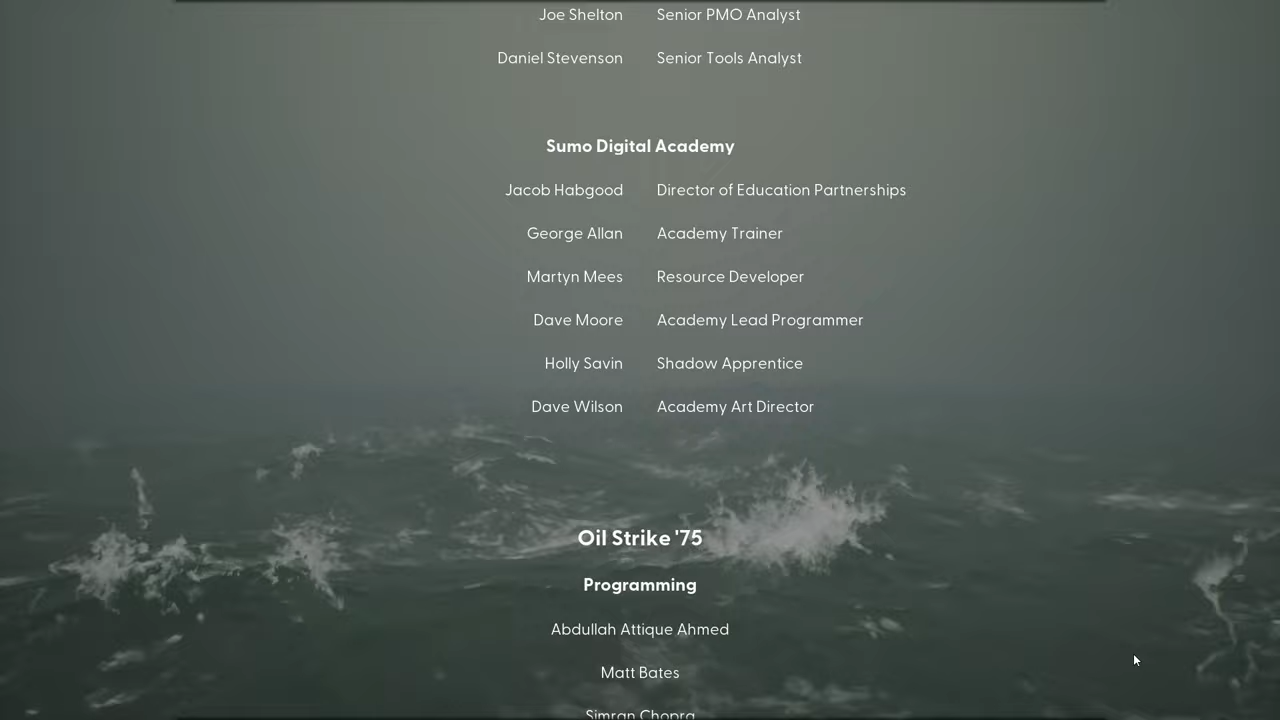 Joe Shelton Senior PMO Analyst
Daniel Stevenson Senior Tools Analyst
Sumo Digital Academy
Jacob Habgood Director of Education Partnerships
George Allan Academy Trainer
Martyn Mees Resource Developer
Dave Moore Academy Lead Programmer
Holly Savin Shadow Apprentice
Dave Wilson Academy Art Director
Oil Strike '75
Programming
Abdullah Attique Ahmed
Matt Bates
Simran Chopra